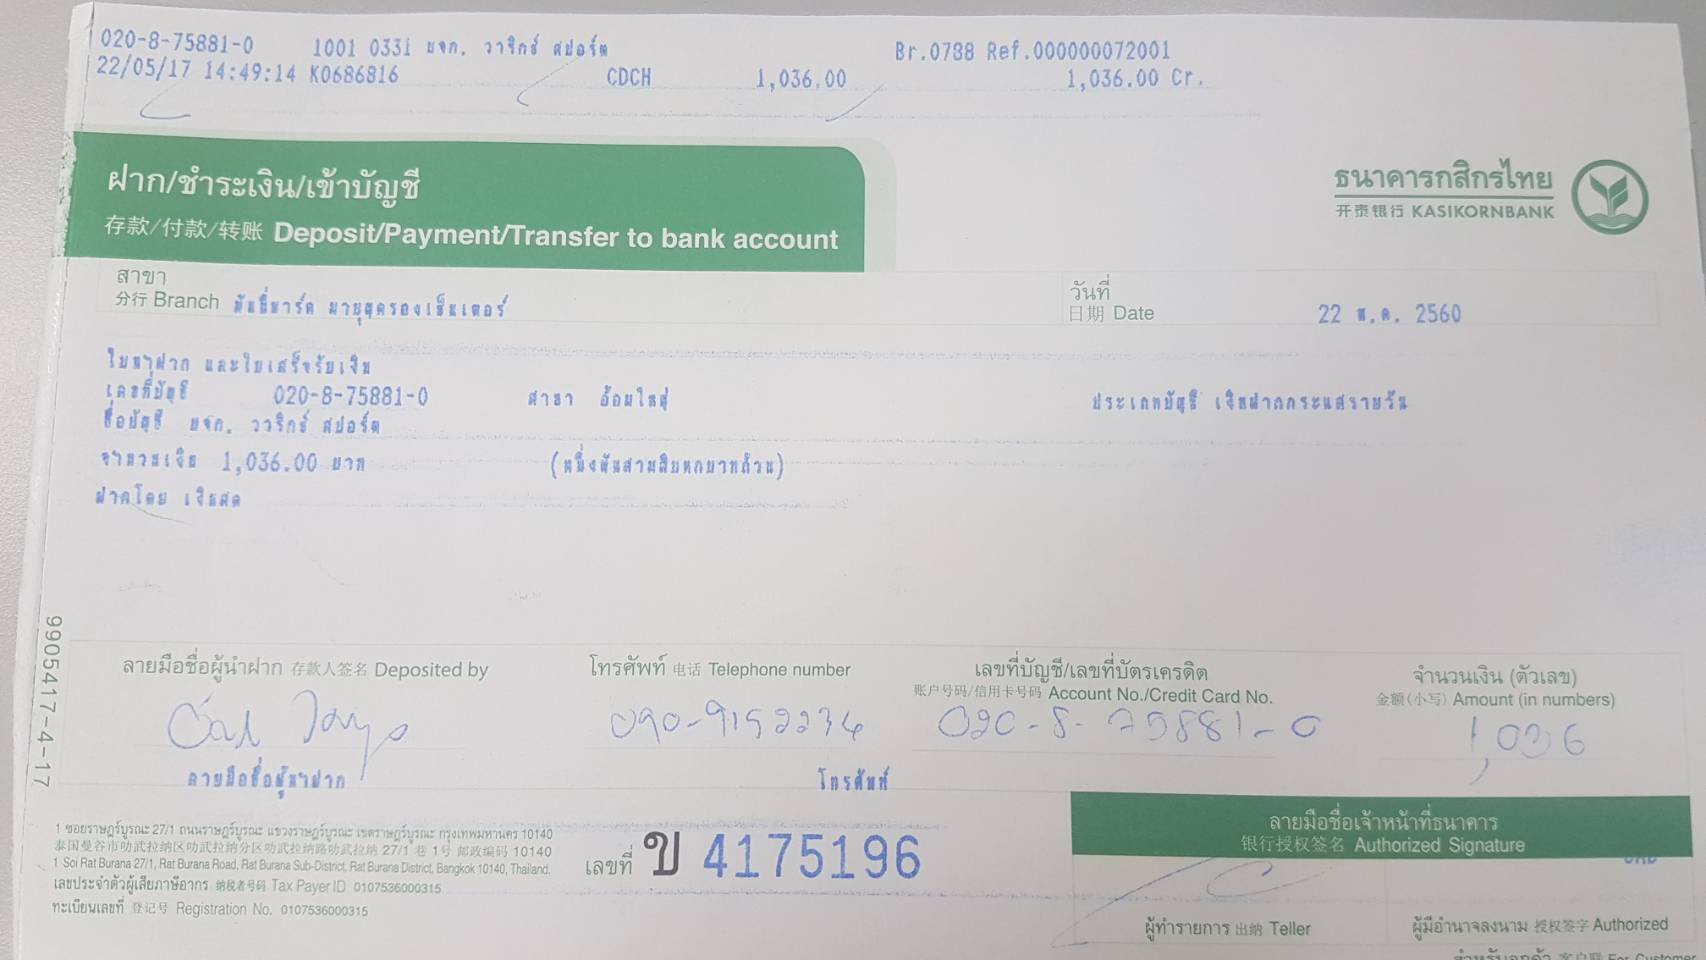 020-8-75881-0 1001 0331 บจก. วาริกซ์ สปอร์ต Br.0788 Ref.000000072001
22/05/17 14:49:14 K0686816 CDCH 1,036.00 1,036.00 Cr.
ฝาก/ชำระเงิน/เข้าบัญชี
存款/付款/转账 Deposit/Payment/Transfer to bank account
ธนาคารกสิกรไทย
开泰银行 KASIKORNBANK
สาขา
分行 Branch
วันที่
日期 Date 22 พ.ค. 2560
ใบนำฝาก และใบเสร็จรับเงิน
เลขที่บัญชี 020-8-75881-0 สาขา อ้อมใหญ่ ประเภทบัญชี เงินฝากกระแสรายวัน
ชื่อบัญชี บจก. วาริกซ์ สปอร์ต
จำนวนเงิน 1,036.00 บาท (หนึ่งพันสามสิบหกบาทถ้วน)
ฝากโดย เงินสด
9905417-4-17
ลายมือชื่อผู้นำฝาก 存款人签名 Deposited by
โทรศัพท์ 电话 Telephone number
เลขที่บัญชี/เลขที่บัตรเครดิต
账户号码/信用卡号码 Account No./Credit Card No.
จำนวนเงิน (ตัวเลข)
金额(小写) Amount (in numbers)
090-9152234 020-8-75881-0 1,036
ลายมือชื่อผู้นำฝาก โทรศัพท์
1 ซอยราษฎร์บูรณะ 27/1 ถนนราษฎร์บูรณะ แขวงราษฎร์บูรณะ เขตราษฎร์บูรณะ กรุงเทพมหานคร 10140
泰国曼谷市叻武拉纳区叻武拉纳分区叻武拉纳路叻武拉纳 27/1 巷 1号 邮政编码 10140
1 Soi Rat Burana 27/1, Rat Burana Road, Rat Burana Sub-District, Rat Burana District, Bangkok 10140, Thailand.
เลขประจำตัวผู้เสียภาษีอากร 纳税者号码 Tax Payer ID 0107536000315
ทะเบียนเลขที่ 登记号 Registration No. 0107536000315
เลขที่ ข 4175196
ลายมือชื่อเจ้าหน้าที่ธนาคาร
银行授权签名 Authorized Signature
ผู้ทำรายการ 出纳 Teller
ผู้มีอำนาจลงนาม 授权签字 Authorized
สำหรับลูกค้า 客户联 For Customer